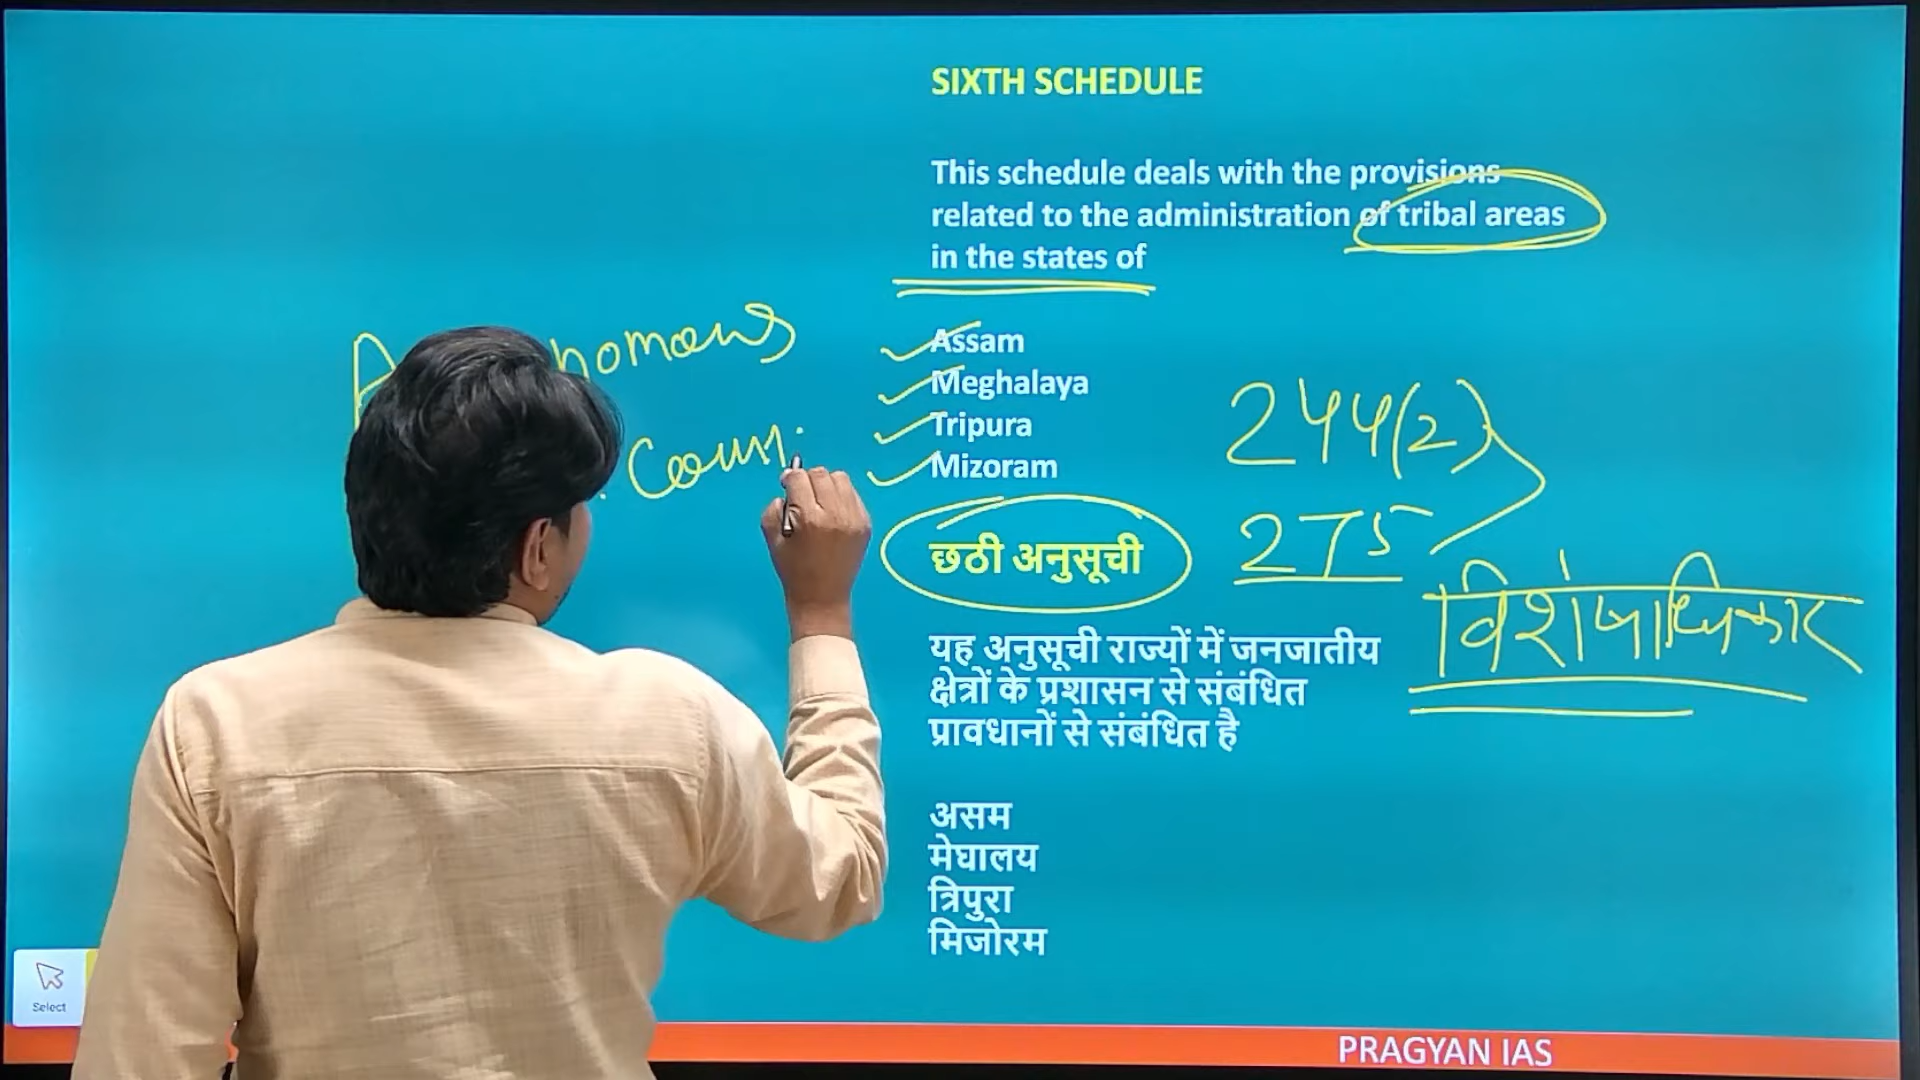 SIXTH SCHEDULE
This schedule deals with the provisions
related to the administration of tribal areas
in the states of
Assam
Meghalaya
Tripura
Mizoram
244(2)
275
छठी अनुसूची
यह अनुसूची राज्यों में जनजातीय
क्षेत्रों के प्रशासन से संबंधित
प्रावधानों से संबंधित है
असम
मेघालय
त्रिपुरा
मिजोरम
Select
PRAGYAN IAS